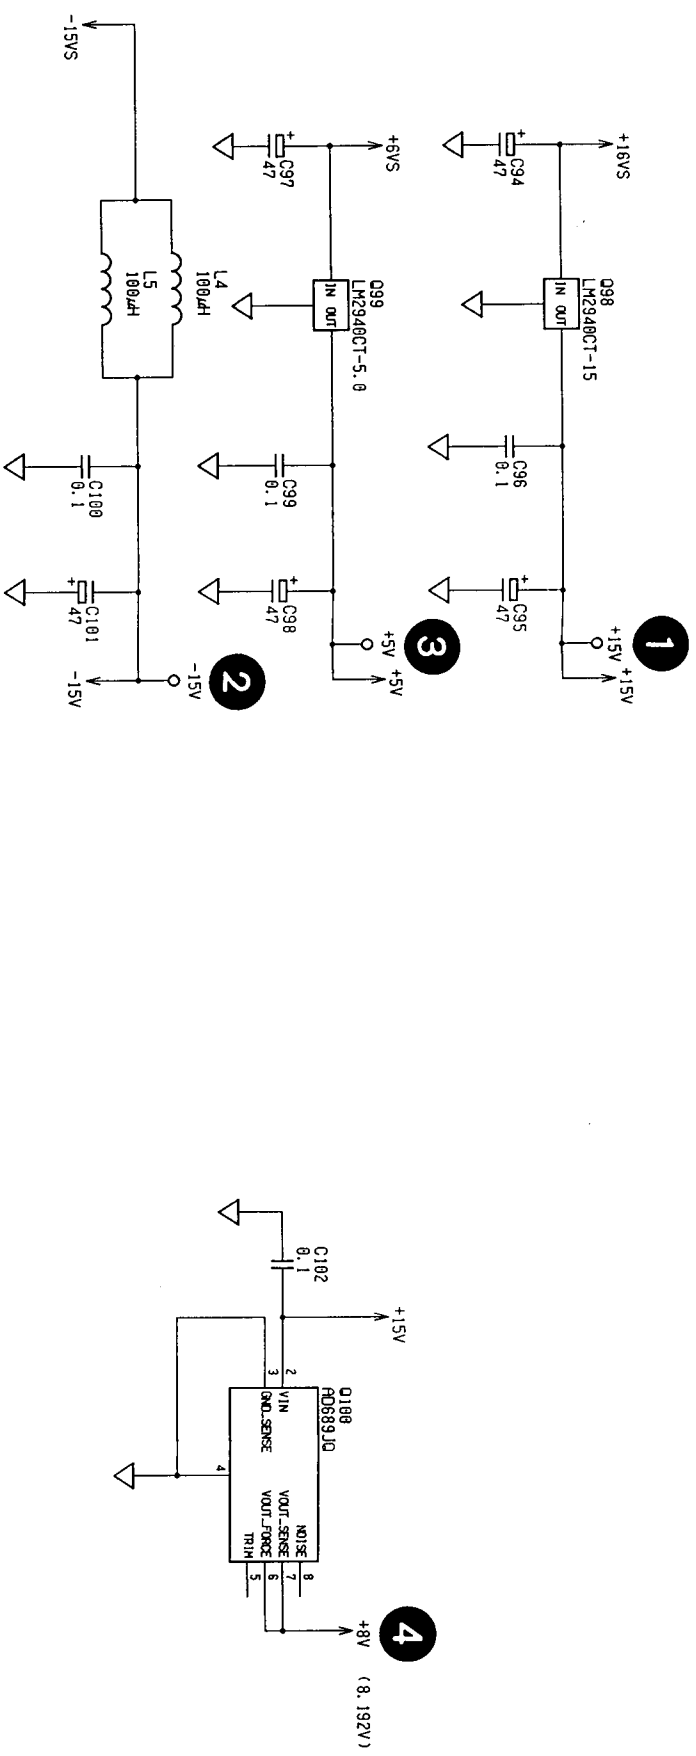 +16VS
C94
47
+
Q98
LM2940CT-15
IN OUT
C96
0.1
+
C95
47
+15V
+15V
1
+6VS
C97
47
+
Q99
LM2940CT-5.0
IN OUT
C99
0.1
+
C98
47
+5V
+5V
3
-15VS
L4
100µH
L5
100µH
C100
0.1
C101
47
+
-15V
-15V
2
C102
0.1
+15V
Q108
AD689JQ
2
VIN
3
GND_SENSE
4
NOISE
8
VOUT_SENSE
7
VOUT_FORCE
6
TRIM
5
+8V
(8.192V)
4